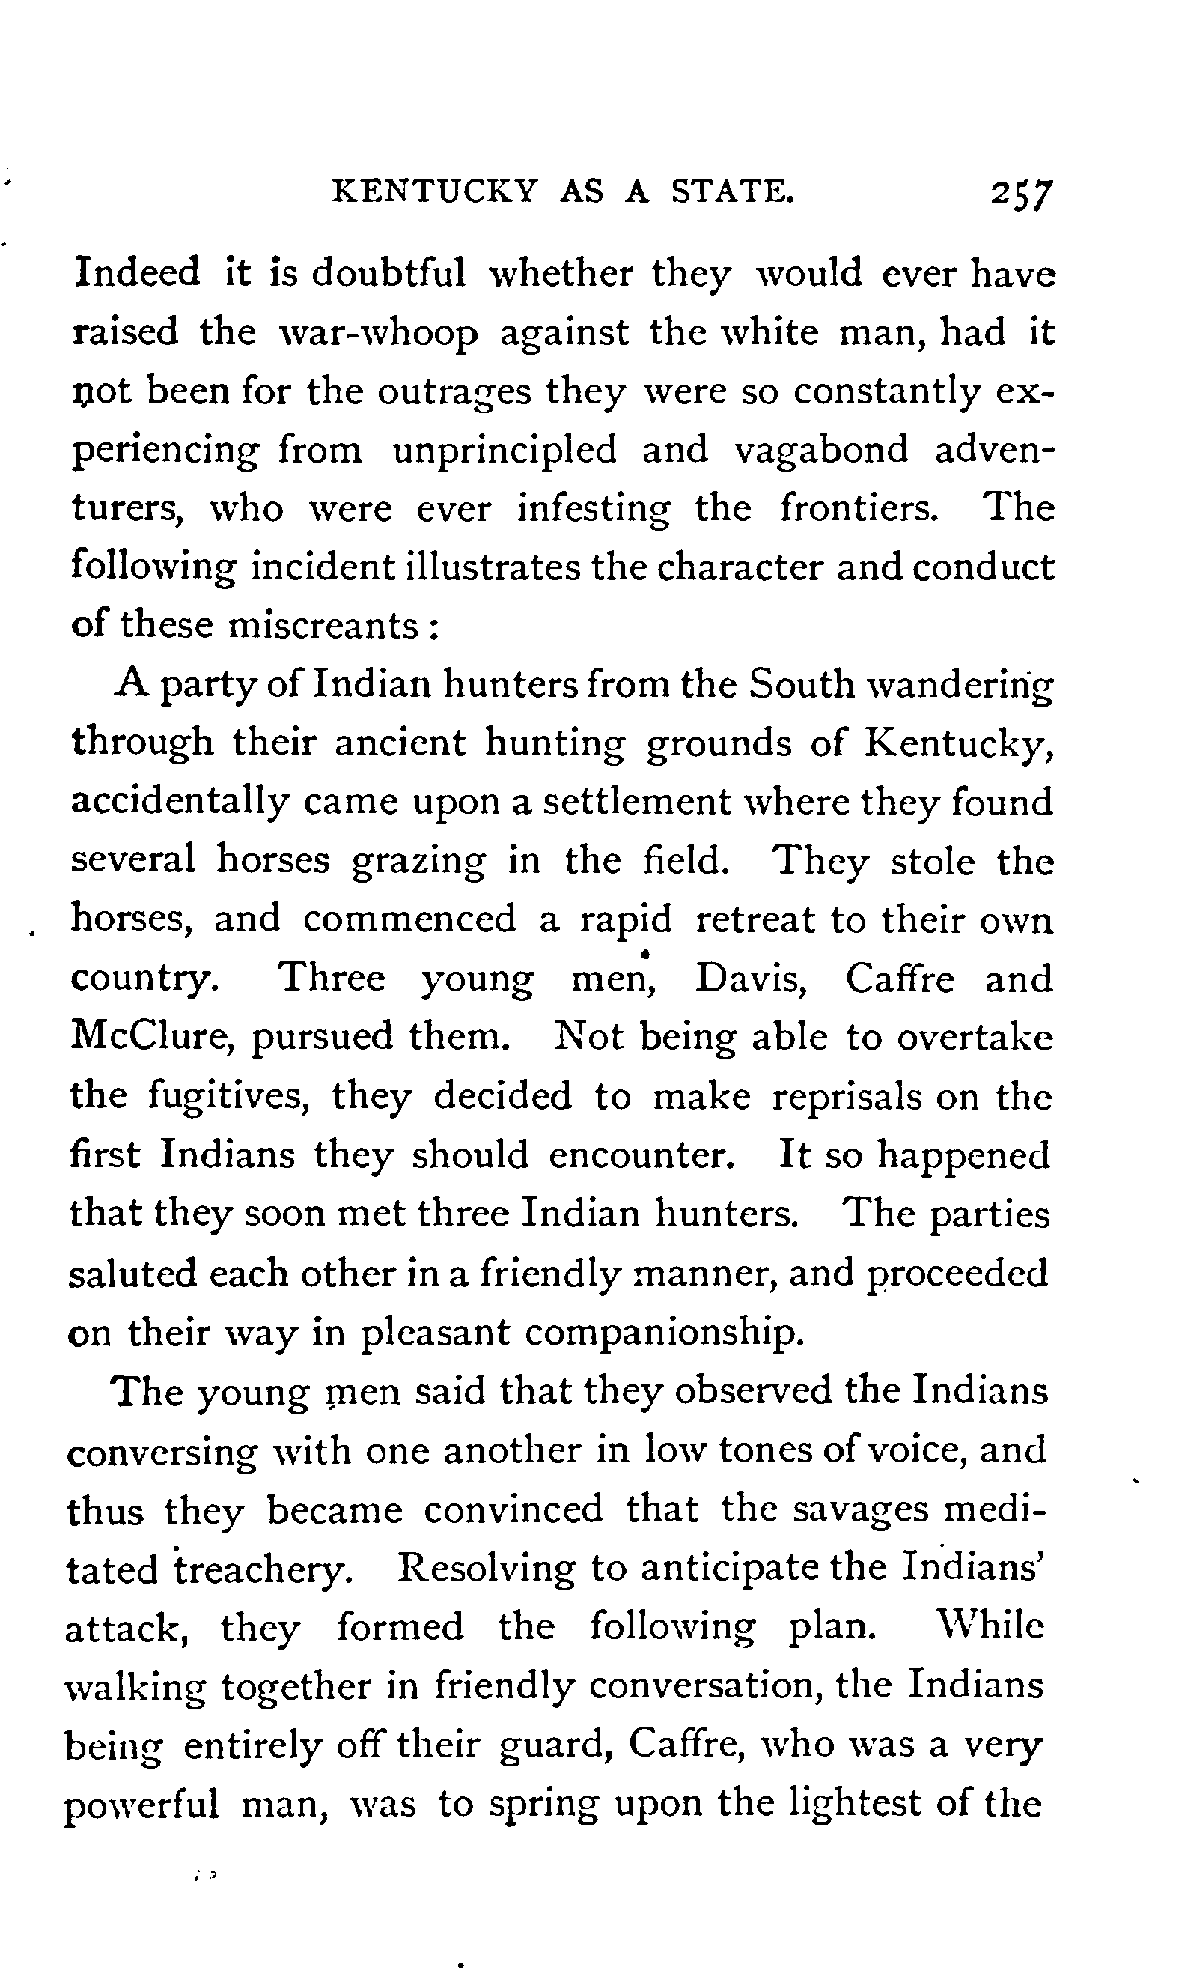 KENTUCKY AS A STATE. 257
Indeed it is doubtful whether they would ever have
raised the war-whoop against the white man, had it
not been for the outrages they were so constantly ex-
periencing from unprincipled and vagabond adven-
turers, who were ever infesting the frontiers. The
following incident illustrates the character and conduct
of these miscreants :
A party of Indian hunters from the South wandering
through their ancient hunting grounds of Kentucky,
accidentally came upon a settlement where they found
several horses grazing in the field. They stole the
horses, and commenced a rapid retreat to their own
country. Three young men, Davis, Caffre and
McClure, pursued them. Not being able to overtake
the fugitives, they decided to make reprisals on the
first Indians they should encounter. It so happened
that they soon met three Indian hunters. The parties
saluted each other in a friendly manner, and proceeded
on their way in pleasant companionship.
The young men said that they observed the Indians
conversing with one another in low tones of voice, and
thus they became convinced that the savages medi-
tated treachery. Resolving to anticipate the Indians'
attack, they formed the following plan. While
walking together in friendly conversation, the Indians
being entirely off their guard, Caffre, who was a very
powerful man, was to spring upon the lightest of the